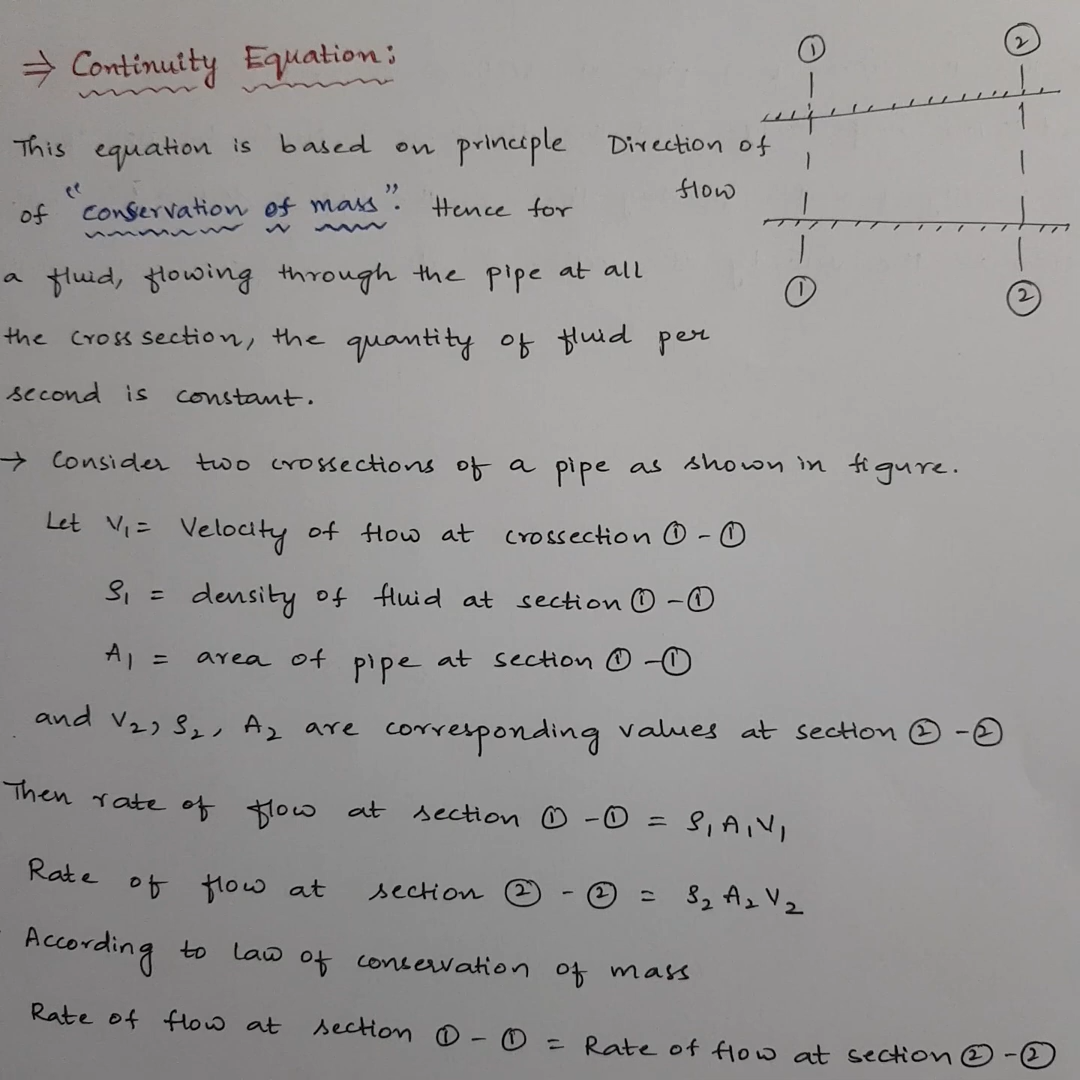 ⇒ Continuity Equation:
① ②
This equation is based on principle
Direction of
flow
of "conservation of mass". Hence for
a fluid, flowing through the pipe at all
① ②
the cross section, the quantity of fluid per
second is constant.
→ Consider two crossections of a pipe as shown in figure.
Let V₁ = Velocity of flow at crossection ① - ①
ρ₁ = density of fluid at section ① - ①
A₁ = area of pipe at section ① - ①
and V₂, ρ₂, A₂ are corresponding values at section ② - ②
Then rate of flow at section ① - ① = ρ₁ A₁ V₁
Rate of flow at section ② - ② = ρ₂ A₂ V₂
According to law of conservation of mass
Rate of flow at section ① - ① = Rate of flow at section ② - ②